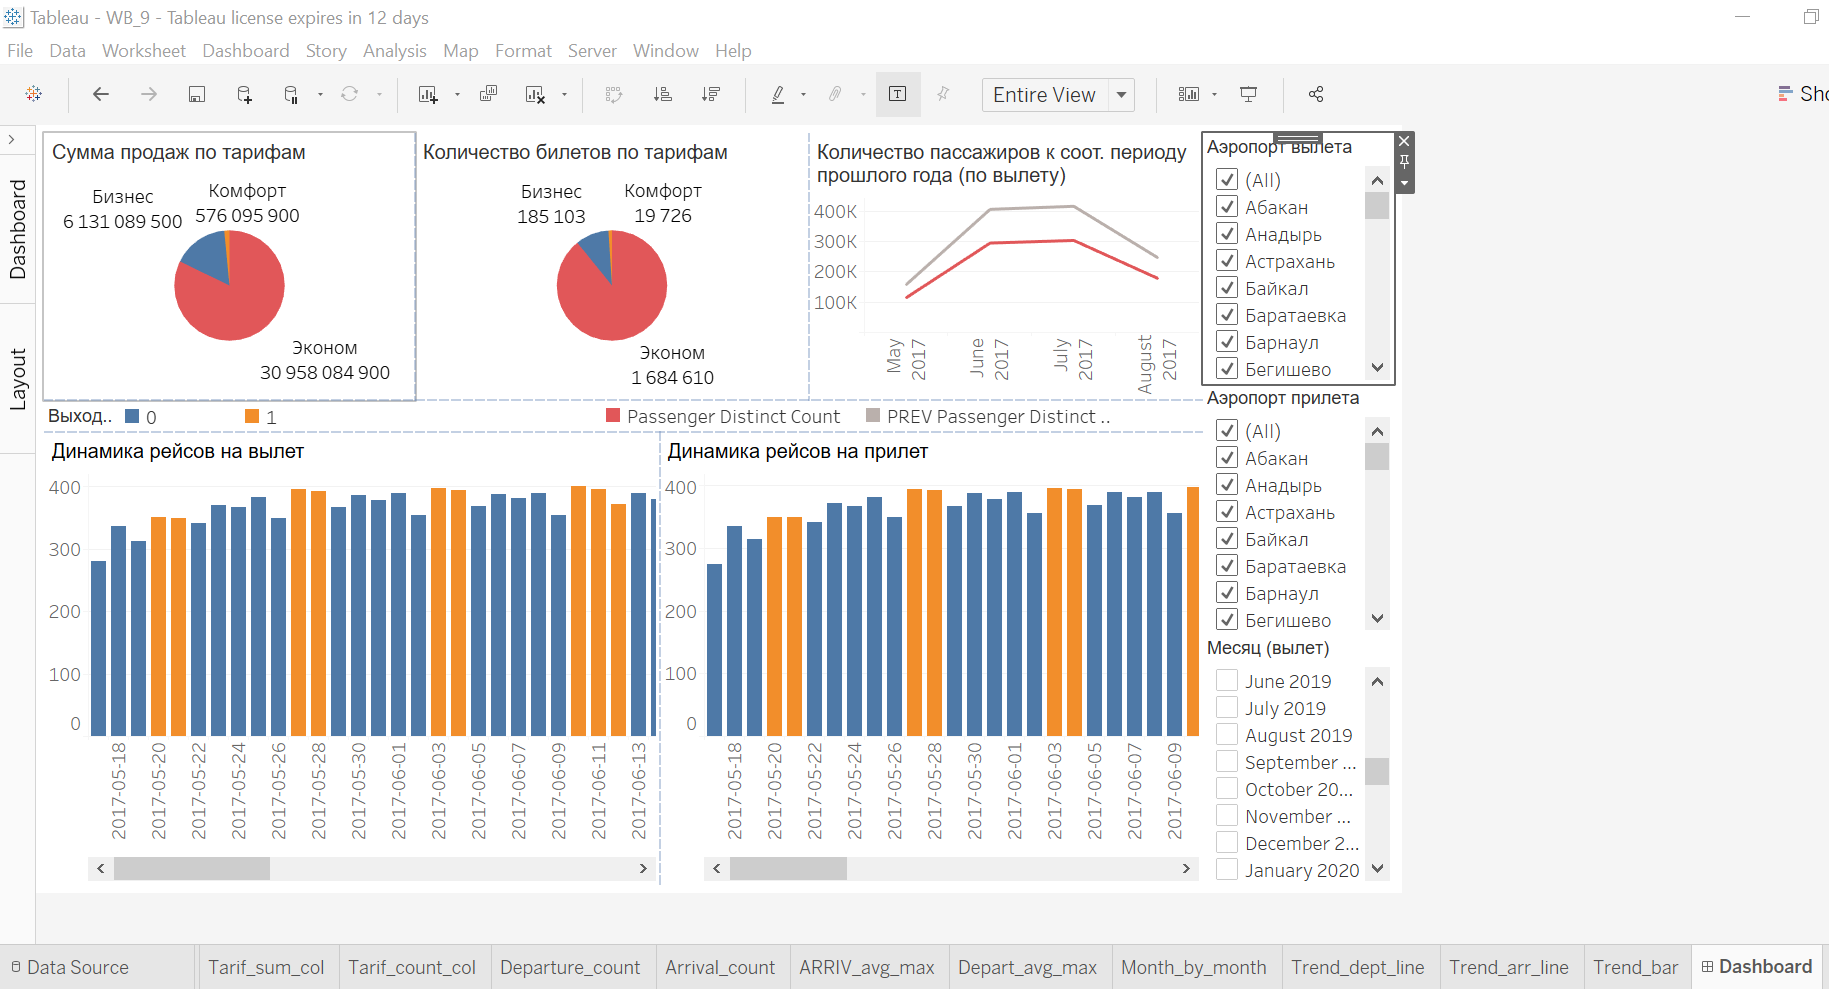 Tableau - WB_9 - Tableau license expires in 12 days
File Data Worksheet Dashboard Story Analysis Map Format Server Window Help
Entire View
Sho
Dashboard
Layout
Сумма продаж по тарифам
Бизнес
6 131 089 500
Комфорт
576 095 900
Эконом
30 958 084 900
Количество билетов по тарифам
Бизнес
185 103
Комфорт
19 726
Эконом
1 684 610
Количество пассажиров к соот. периоду
прошлого года (по вылету)
400K
300K
200K
100K
May
2017
June
2017
July
2017
August
2017
Аэропорт вылета
(All)
Абакан
Анадырь
Астрахань
Байкал
Баратаевка
Барнаул
Бегишево
Выход.. 0 1
Passenger Distinct Count PREV Passenger Distinct ..
Аэропорт прилета
(All)
Абакан
Анадырь
Астрахань
Байкал
Баратаевка
Барнаул
Бегишево
Динамика рейсов на вылет
400
300
200
100
0
2017-05-18
2017-05-20
2017-05-22
2017-05-24
2017-05-26
2017-05-28
2017-05-30
2017-06-01
2017-06-03
2017-06-05
2017-06-07
2017-06-09
2017-06-11
2017-06-13
Динамика рейсов на прилет
400
300
200
100
0
2017-05-18
2017-05-20
2017-05-22
2017-05-24
2017-05-26
2017-05-28
2017-05-30
2017-06-01
2017-06-03
2017-06-05
2017-06-07
2017-06-09
Месяц (вылет)
June 2019
July 2019
August 2019
September ...
October 20...
November ...
December 2...
January 2020
Data Source Tarif_sum_col Tarif_count_col Departure_count Arrival_count ARRIV_avg_max Depart_avg_max Month_by_month Trend_dept_line Trend_arr_line Trend_bar Dashboard